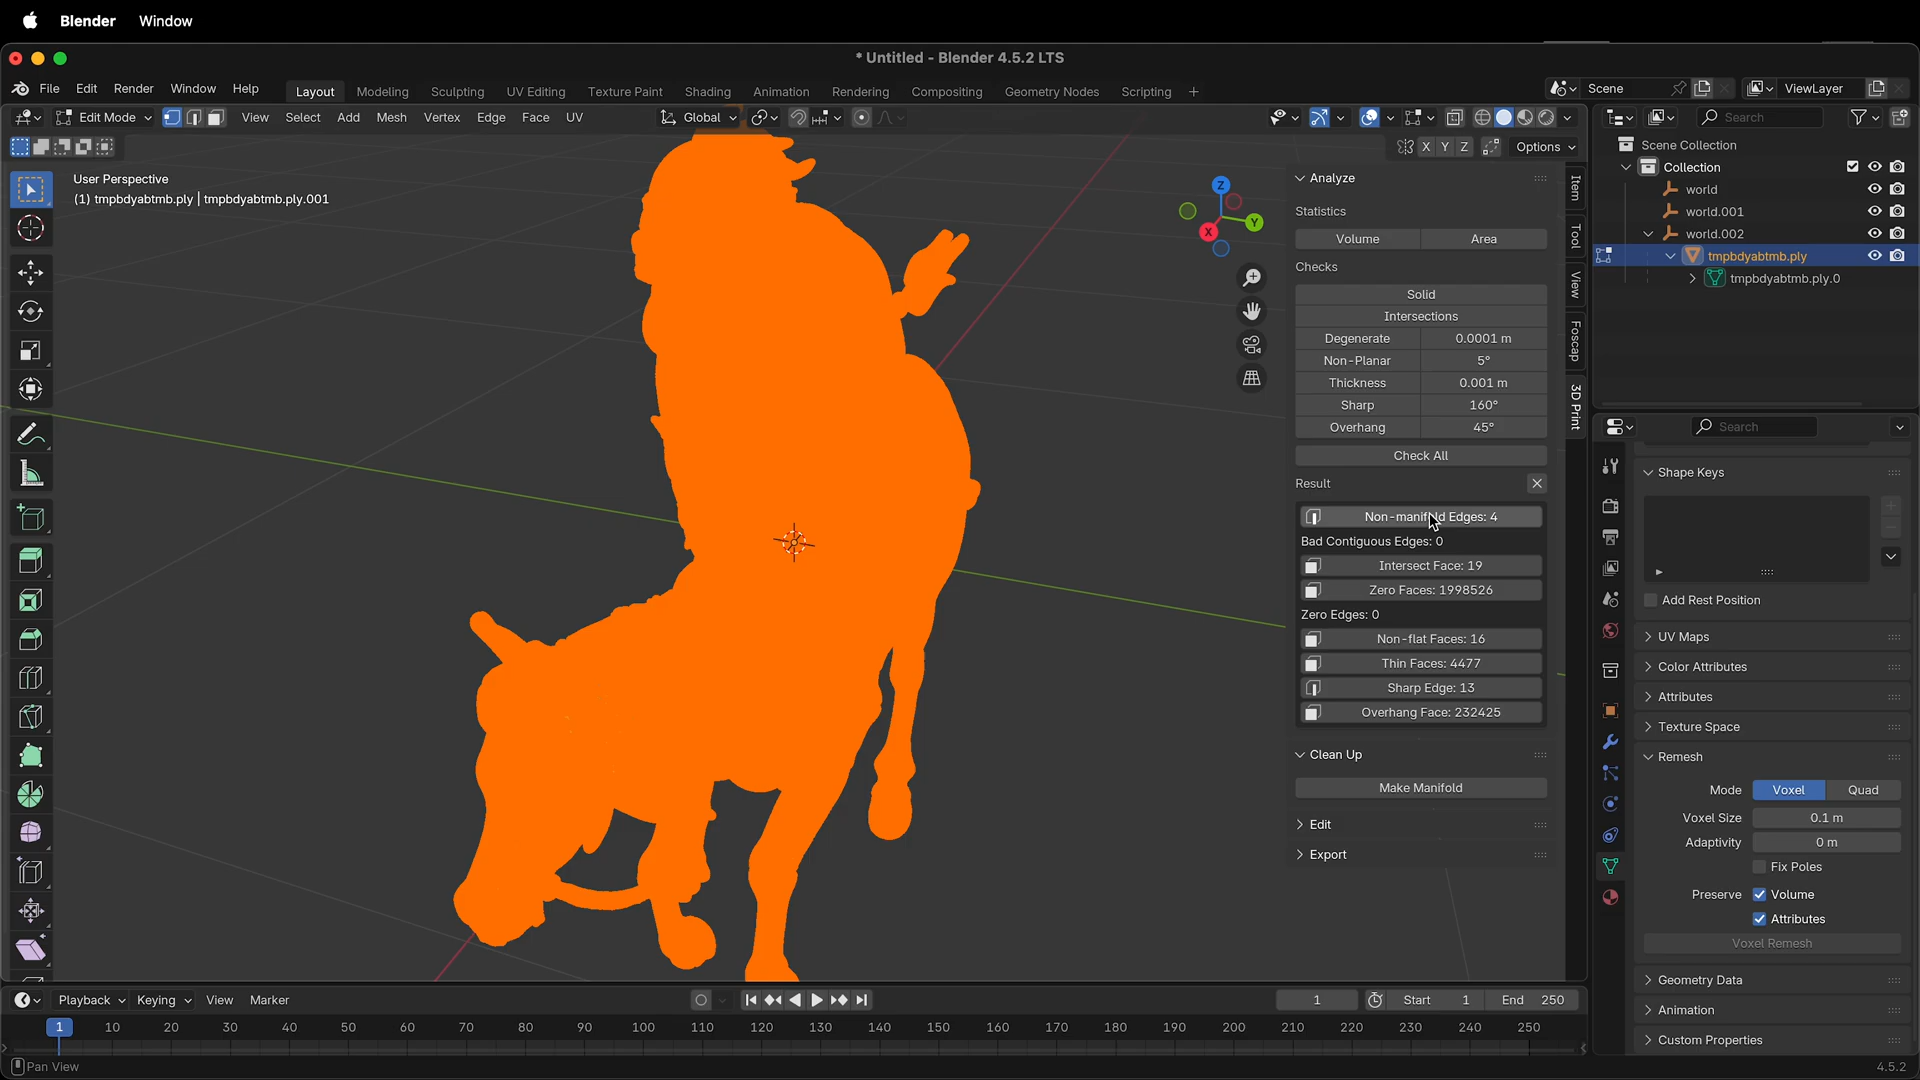 Blender Window
* Untitled - Blender 4.5.2 LTS
File Edit Render Window Help Layout Modeling Sculpting UV Editing Texture Paint Shading Animation Rendering Compositing Geometry Nodes Scripting + Scene ViewLayer
Edit Mode View Select Add Mesh Vertex Edge Face UV Global Search
X Y Z Options
User Perspective
(1) tmpbdyabtmb.ply | tmpbdyabtmb.ply.001
Z
Y
X
Analyze
Statistics
Volume Area
Checks
Solid
Intersections
Degenerate 0.0001 m
Non-Planar 5°
Thickness 0.001 m
Sharp 160°
Overhang 45°
Check All
Result
Non-manifold Edges: 4
Bad Contiguous Edges: 0
Intersect Face: 19
Zero Faces: 1998526
Zero Edges: 0
Non-flat Faces: 16
Thin Faces: 4477
Sharp Edge: 13
Overhang Face: 232425
Clean Up
Make Manifold
Edit
Export
Item
Tool
View
Foscap
3D Print
Scene Collection
Collection
world
world.001
world.002
tmpbdyabtmb.ply
tmpbdyabtmb.ply.0
Search
Shape Keys
Add Rest Position
UV Maps
Color Attributes
Attributes
Texture Space
Remesh
Mode Voxel Quad
Voxel Size 0.1 m
Adaptivity 0 m
Fix Poles
Preserve Volume
Attributes
Voxel Remesh
Geometry Data
Animation
Custom Properties
Playback Keying View Marker 1 Start 1 End 250
1 10 20 30 40 50 60 70 80 90 100 110 120 130 140 150 160 170 180 190 200 210 220 230 240 250
Pan View 4.5.2